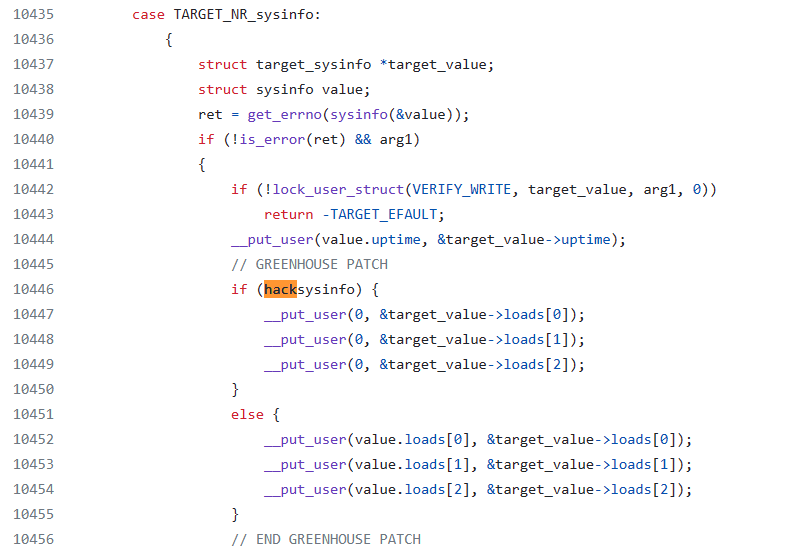 10435 case TARGET_NR_sysinfo:
10436 {
10437 struct target_sysinfo *target_value;
10438 struct sysinfo value;
10439 ret = get_errno(sysinfo(&value));
10440 if (!is_error(ret) && arg1)
10441 {
10442 if (!lock_user_struct(VERIFY_WRITE, target_value, arg1, 0))
10443 return -TARGET_EFAULT;
10444 __put_user(value.uptime, &target_value->uptime);
10445 // GREENHOUSE PATCH
10446 if (hacksysinfo) {
10447 __put_user(0, &target_value->loads[0]);
10448 __put_user(0, &target_value->loads[1]);
10449 __put_user(0, &target_value->loads[2]);
10450 }
10451 else {
10452 __put_user(value.loads[0], &target_value->loads[0]);
10453 __put_user(value.loads[1], &target_value->loads[1]);
10454 __put_user(value.loads[2], &target_value->loads[2]);
10455 }
10456 // END GREENHOUSE PATCH